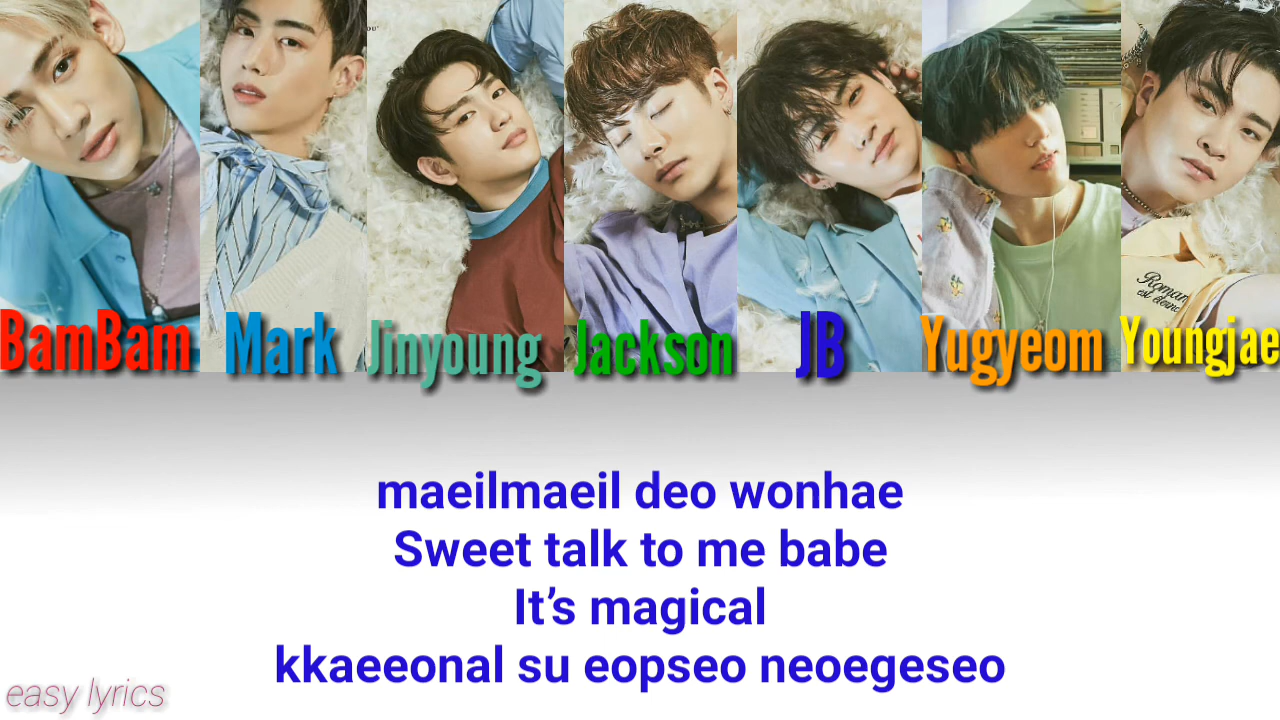 BamBam Mark Jinyoung Jackson JB Yugyeom Youngjae
maeilmaeil deo wonhae
Sweet talk to me babe
It’s magical
kkaeeonal su eopseo neoegeseo
easy lyrics